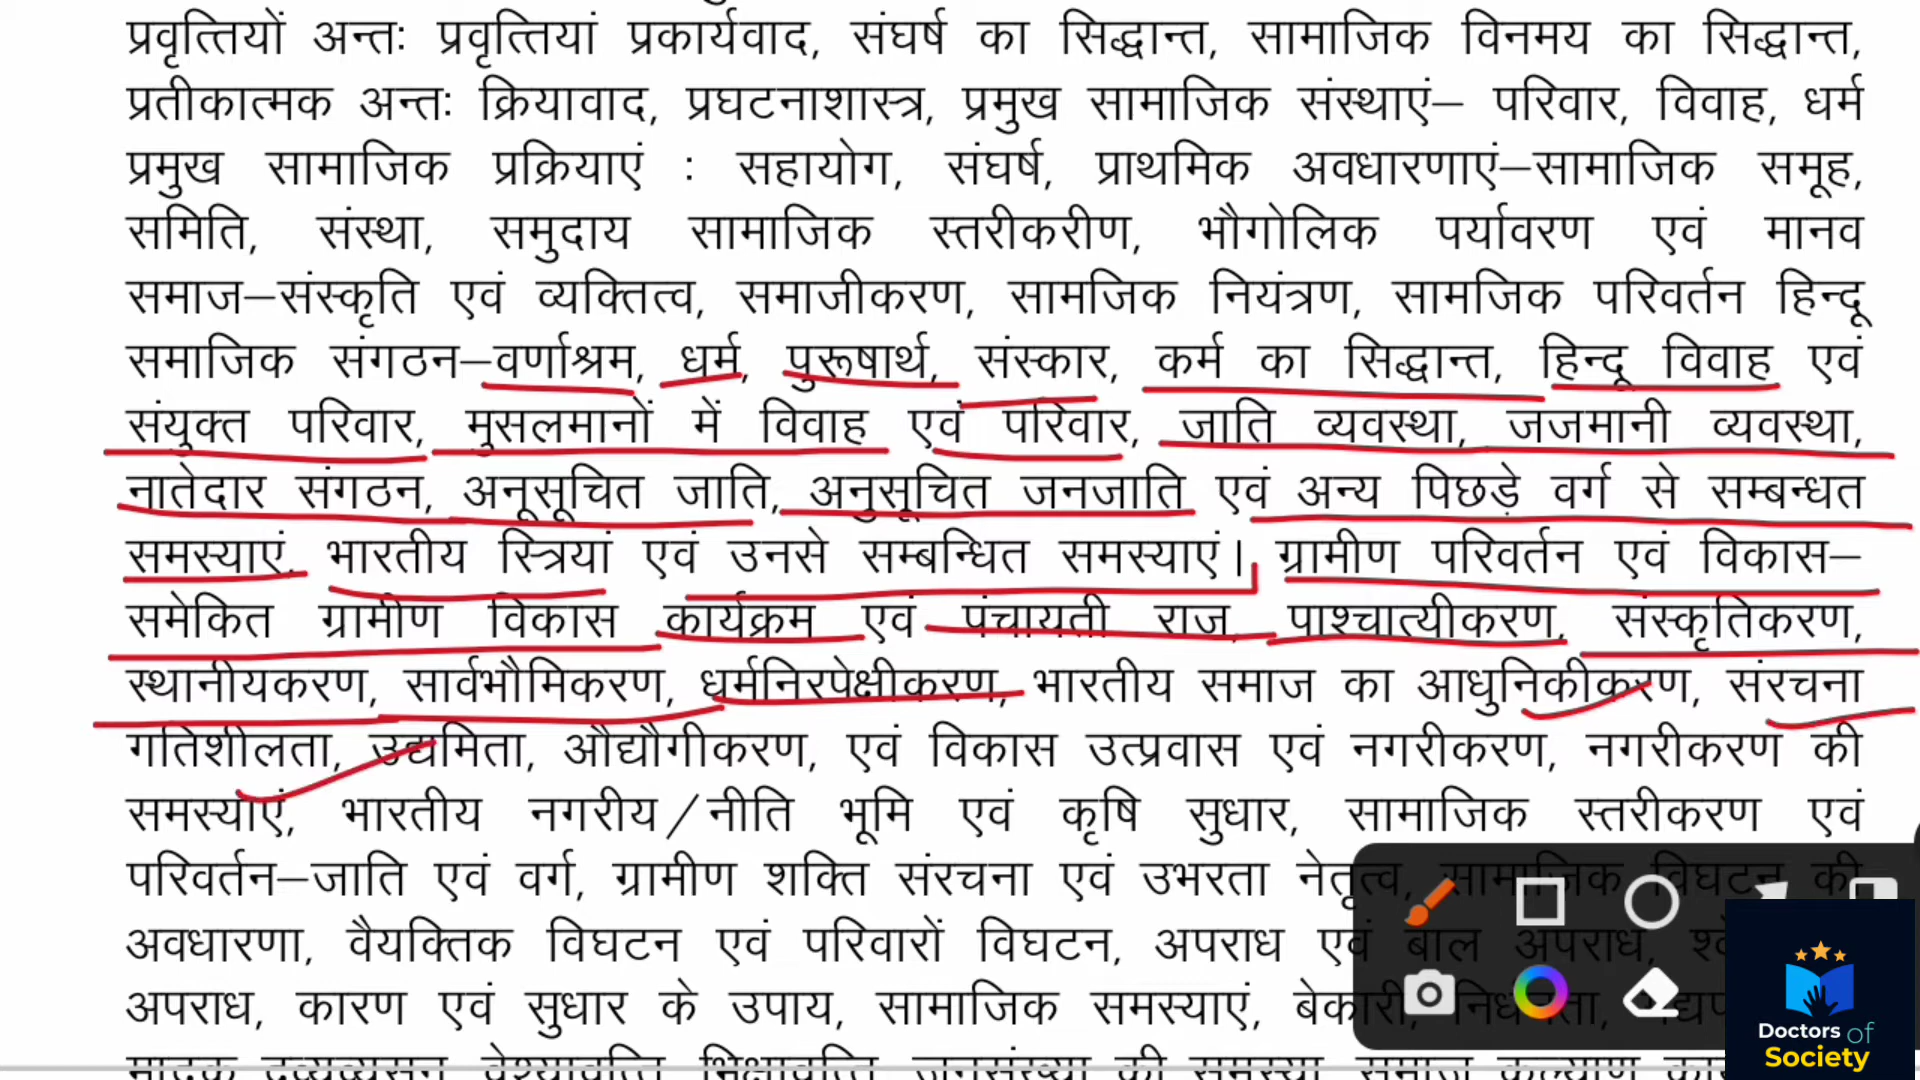 प्रवृत्तियों अन्तः प्रवृत्तियां प्रकार्यवाद, संघर्ष का सिद्धान्त, सामाजिक विनमय का सिद्धान्त,
प्रतीकात्मक अन्तः क्रियावाद, प्रघटनाशास्त्र, प्रमुख सामाजिक संस्थाएं– परिवार, विवाह, धर्म
प्रमुख सामाजिक प्रक्रियाएं : सहायोग, संघर्ष, प्राथमिक अवधारणाएं–सामाजिक समूह,
समिति, संस्था, समुदाय सामाजिक स्तरीकरीण, भौगोलिक पर्यावरण एवं मानव
समाज–संस्कृति एवं व्यक्तित्व, समाजीकरण, सामजिक नियंत्रण, सामजिक परिवर्तन हिन्दू
समाजिक संगठन–वर्णाश्रम, धर्म, पुरूषार्थ, संस्कार, कर्म का सिद्धान्त, हिन्दू विवाह एवं
संयुक्त परिवार, मुसलमानों में विवाह एवं परिवार, जाति व्यवस्था, जजमानी व्यवस्था,
नातेदार संगठन, अनूसूचित जाति, अनुसूचित जनजाति एवं अन्य पिछड़े वर्ग से सम्बन्धत
समस्याएं, भारतीय स्त्रियां एवं उनसे सम्बन्धित समस्याएं। ग्रामीण परिवर्तन एवं विकास–
समेकित ग्रामीण विकास कार्यक्रम एवं पंचायती राज, पाश्चात्यीकरण, संस्कृतिकरण,
स्थानीयकरण, सार्वभौमिकरण, धर्मनिरपेक्षीकरण, भारतीय समाज का आधुनिकीकरण, संरचना
गतिशीलता, उद्यमिता, औद्यौगीकरण, एवं विकास उत्प्रवास एवं नगरीकरण, नगरीकरण की
समस्याएं, भारतीय नगरीय/नीति भूमि एवं कृषि सुधार, सामाजिक स्तरीकरण एवं
परिवर्तन–जाति एवं वर्ग, ग्रामीण शक्ति संरचना एवं उभरता नेतृत्व, सामाजिक विघटन की
अवधारणा, वैयक्तिक विघटन एवं परिवारों विघटन, अपराध एवं बाल अपराध,
अपराध, कारण एवं सुधार के उपाय, सामाजिक समस्याएं, बेकारी,
Doctors of
Society